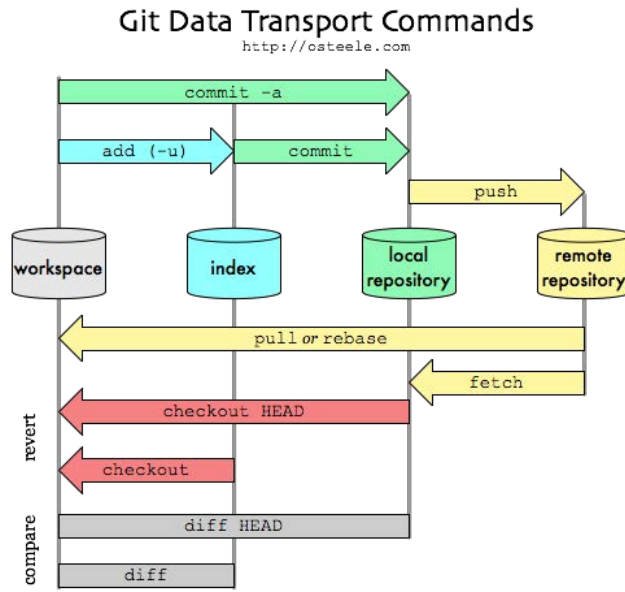 Git Data Transport Commands
http://osteele.com
commit -a
add (-u)
commit
push
workspace
index
local
repository
remote
repository
pull or rebase
fetch
revert
checkout HEAD
checkout
compare
diff HEAD
diff